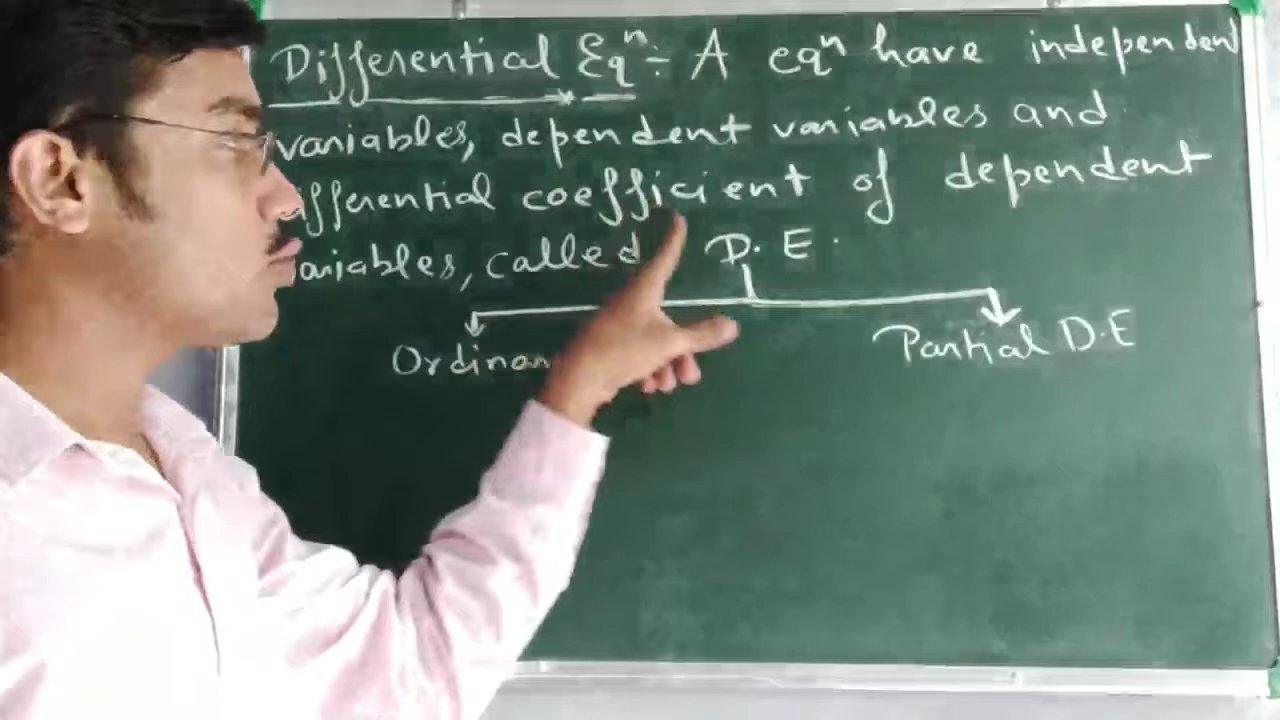 Differential Eqⁿ ÷ A eqⁿ have independent
variables, dependent variables and
ifferential coefficient of dependent
ariables, called D. E.
Ordinar Partial D.E